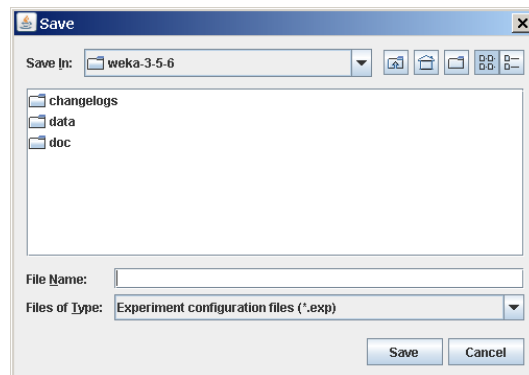 Save
Save In: weka-3-5-6
changelogs
data
doc
File Name:
Files of Type: Experiment configuration files (*.exp)
Save Cancel